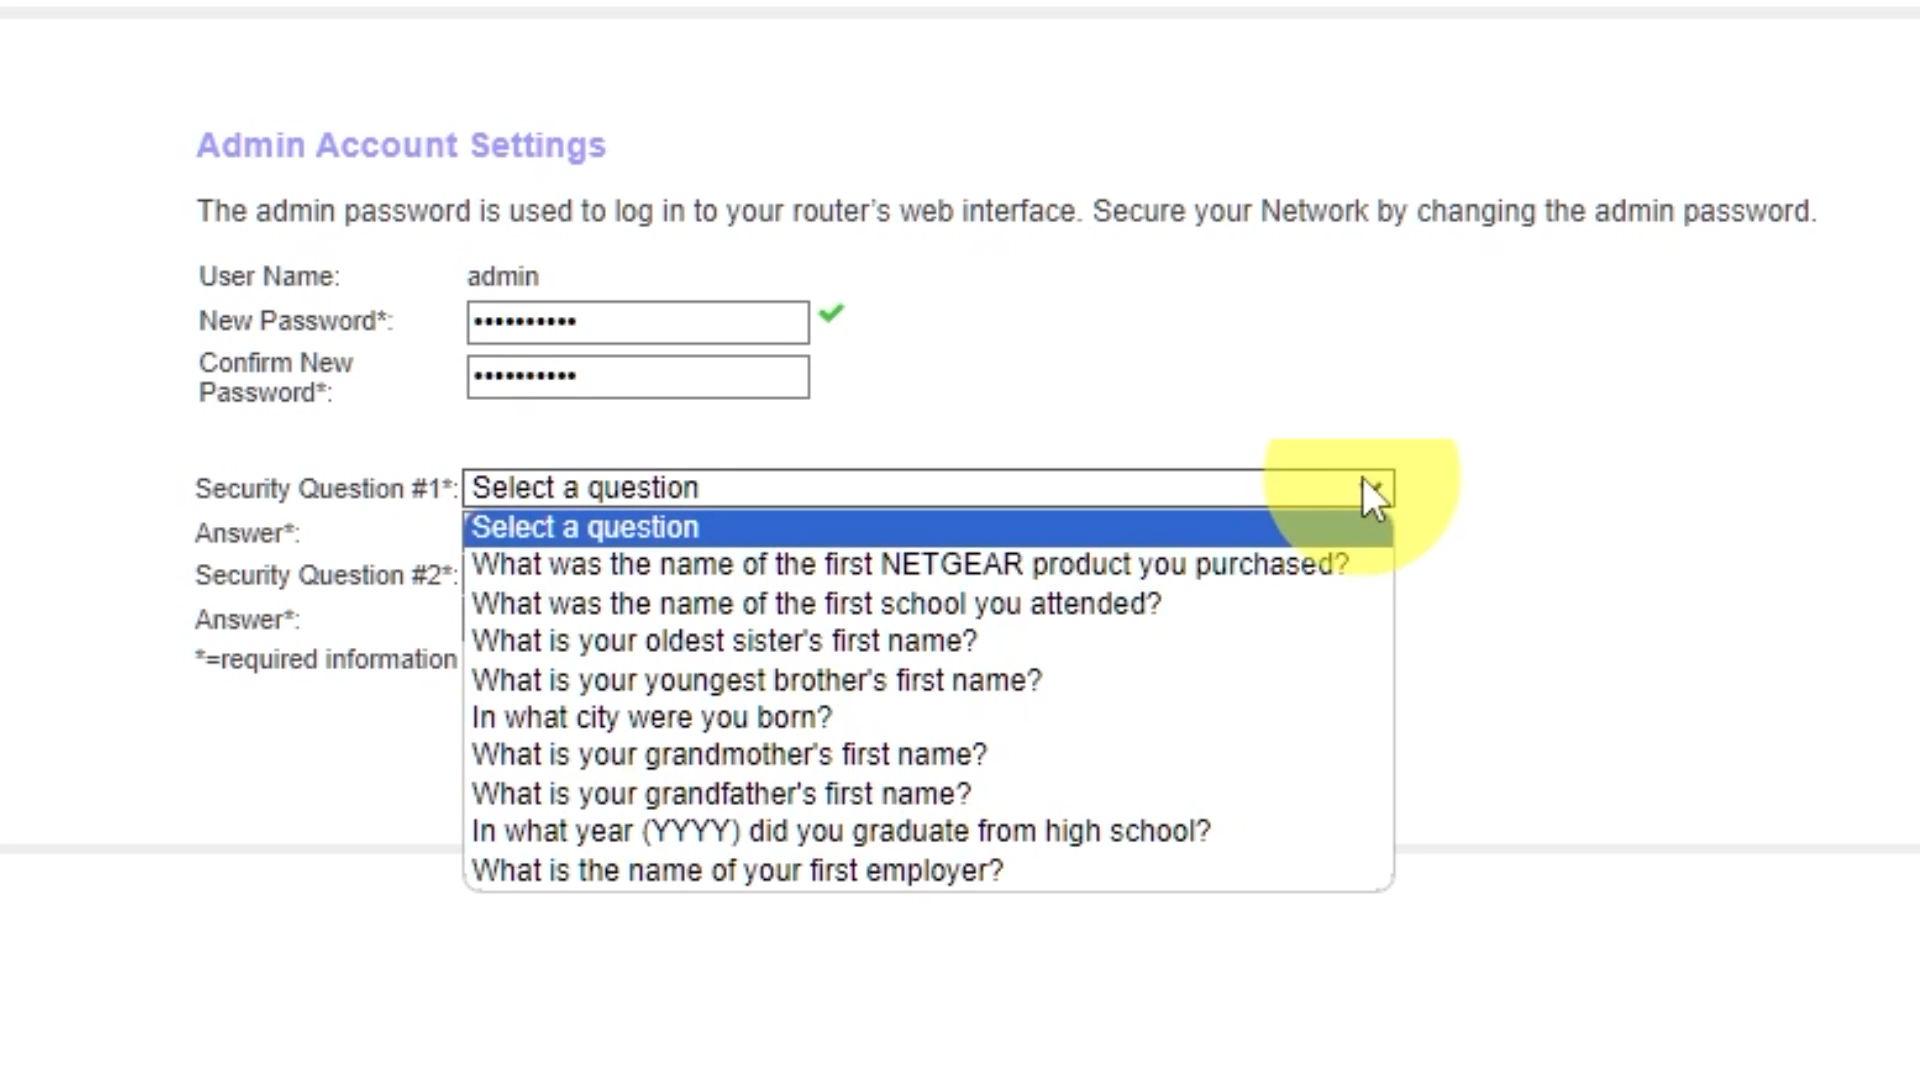 Admin Account Settings
The admin password is used to log in to your router's web interface. Secure your Network by changing the admin password.
User Name: admin
New Password*: ••••••••••
Confirm New
Password*: ••••••••••
Security Question #1*: Select a question
Select a question
Answer*:
What was the name of the first NETGEAR product you purchased?
Security Question #2*:
What was the name of the first school you attended?
Answer*:
What is your oldest sister's first name?
*=required information
What is your youngest brother's first name?
In what city were you born?
What is your grandmother's first name?
What is your grandfather's first name?
In what year (YYYY) did you graduate from high school?
What is the name of your first employer?